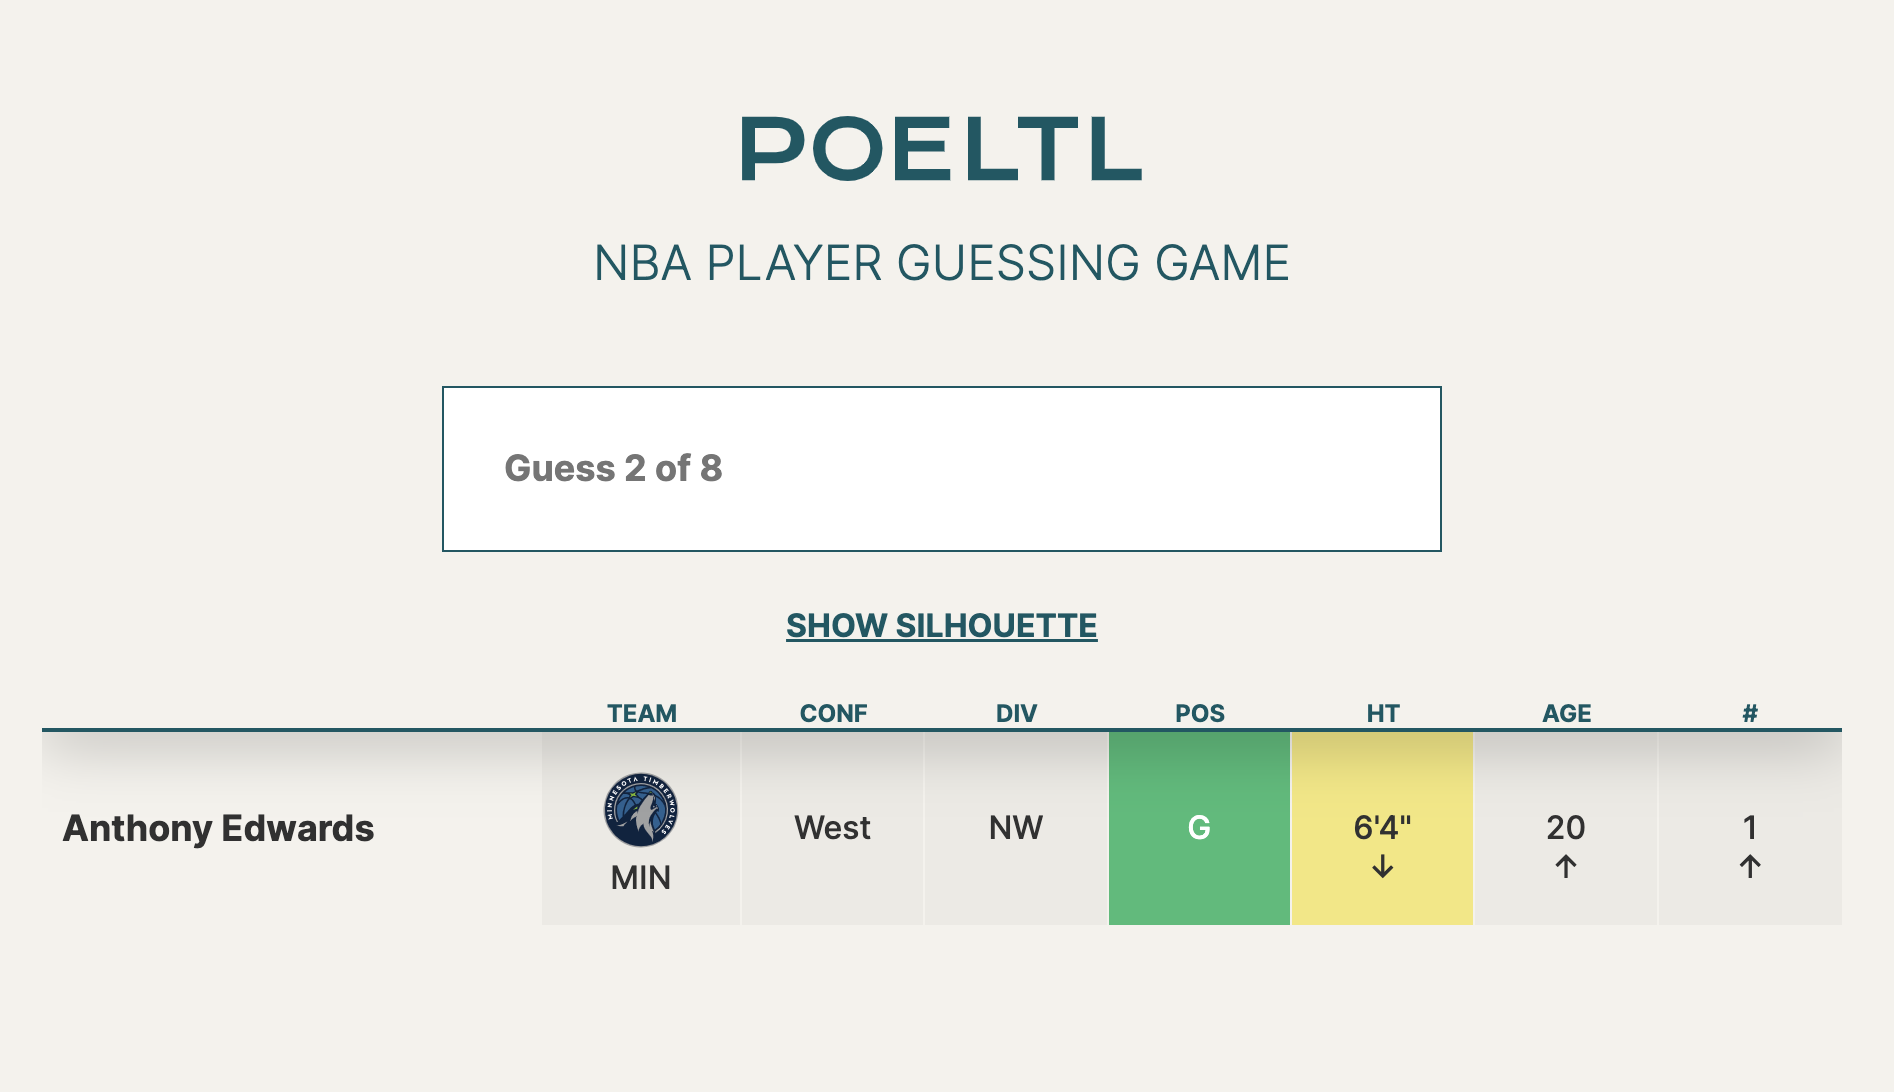 POELTL
NBA PLAYER GUESSING GAME
Guess 2 of 8
SHOW SILHOUETTE
TEAM CONF DIV POS HT AGE #
MINNESOTA TIMBERWOLVES
Anthony Edwards MIN West NW G 6'4" ↓ 20 ↑ 1 ↑